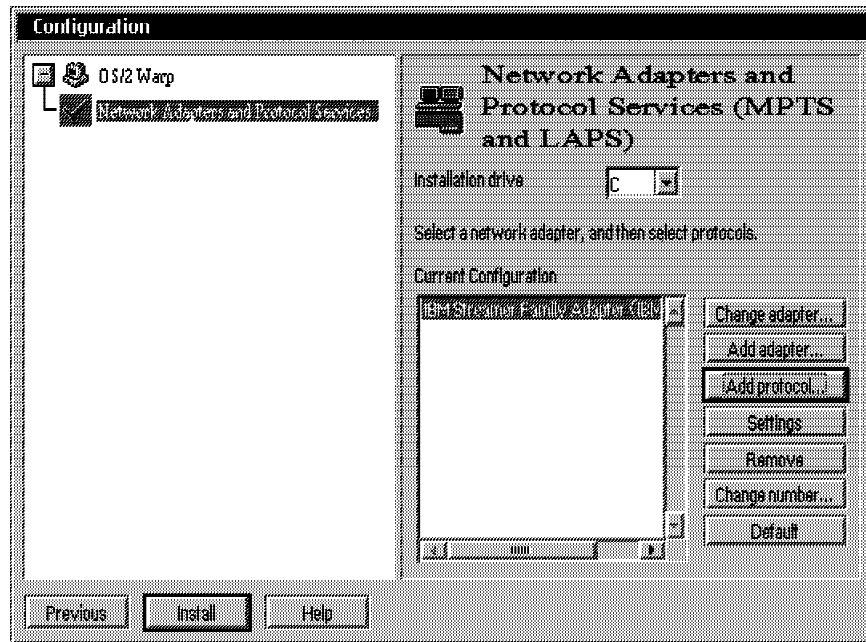 Configuration
OS/2 Warp
Network Adapters and Protocol Services
Network Adapters and
Protocol Services (MPTS
and LAPS)
Installation drive
C
Select a network adapter, and then select protocols.
Current Configuration
IBM Streamer Family Adapter (IBM
Change adapter...
Add adapter...
Add protocol...
Settings
Remove
Change number...
Default
Previous
Install
Help